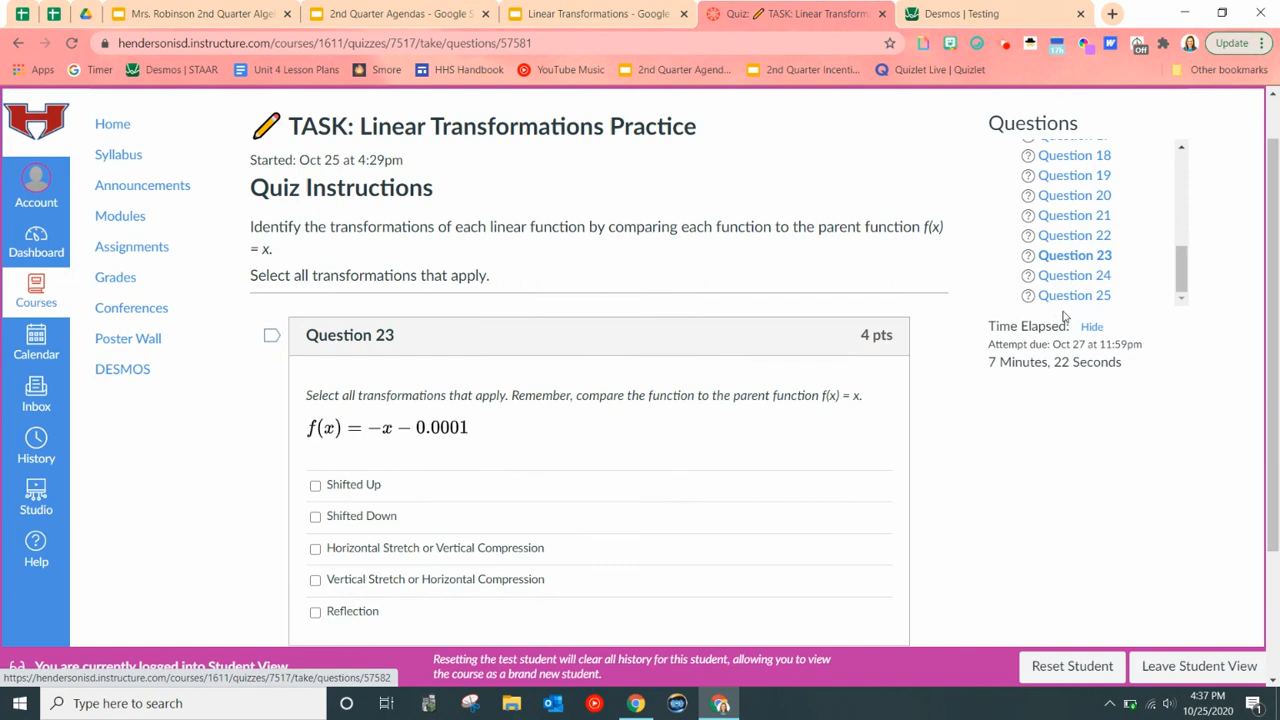 Mrs. Robinson 2nd Quarter Alge
2nd Quarter Agendas - Google S
Linear Transformations - Google
Quiz: TASK: Linear Transform
Desmos | Testing
hendersonisd.instructure.com/courses/1611/quizzes/7517/take/questions/57581
17h
Off
Update
Apps
Timer
Desmos | STAAR
Unit 4 Lesson Plans
Smore
HHS Handbook
YouTube Music
2nd Quarter Agend...
2nd Quarter Incenti...
Quizlet Live | Quizlet
Other bookmarks
Account
Dashboard
Courses
Calendar
Inbox
History
Studio
Help
Home
Syllabus
Announcements
Modules
Assignments
Grades
Conferences
Poster Wall
DESMOS
TASK: Linear Transformations Practice
Started: Oct 25 at 4:29pm
Quiz Instructions
Identify the transformations of each linear function by comparing each function to the parent function f(x)
= x.
Select all transformations that apply.
Question 23
4 pts
Select all transformations that apply. Remember, compare the function to the parent function f(x) = x.
f(x) = −x − 0.0001
Shifted Up
Shifted Down
Horizontal Stretch or Vertical Compression
Vertical Stretch or Horizontal Compression
Reflection
Questions
Question 18
Question 19
Question 20
Question 21
Question 22
Question 23
Question 24
Question 25
Time Elapsed: Hide
Attempt due: Oct 27 at 11:59pm
7 Minutes, 22 Seconds
You are currently logged into Student View
Resetting the test student will clear all history for this student, allowing you to view
the course as a brand new student.
Reset Student
Leave Student View
https://hendersonisd.instructure.com/courses/1611/quizzes/7517/take/questions/57582
Type here to search
4:37 PM
10/25/2020
1